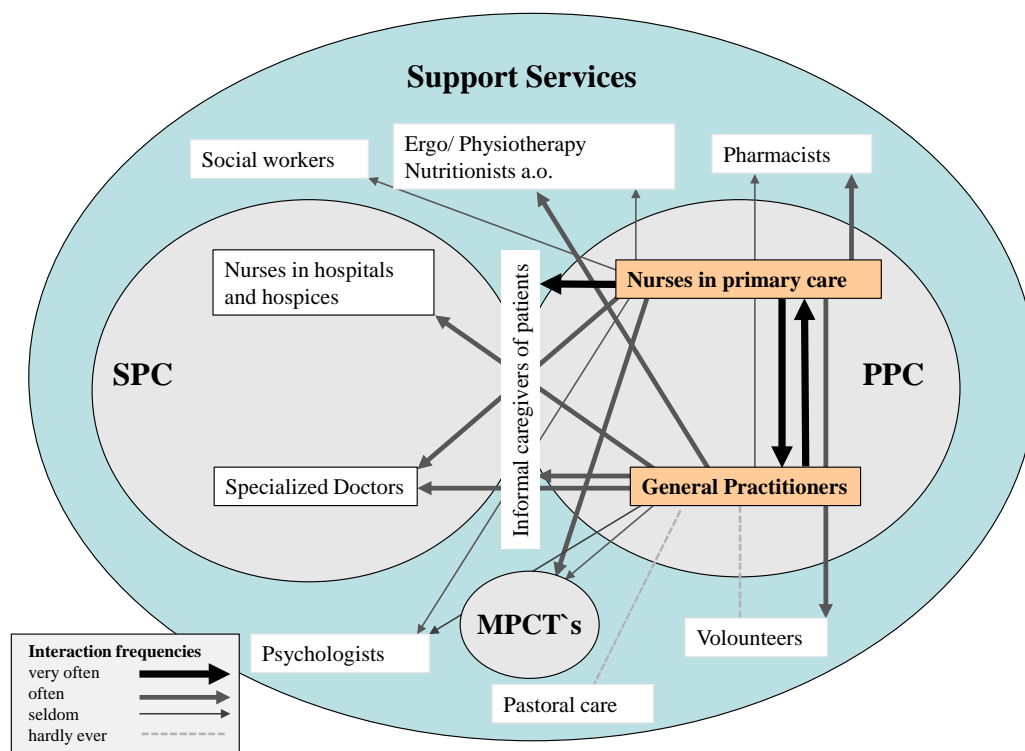 Support Services
Social workers
Ergo/ Physiotherapy
Nutritionists a.o.
Pharmacists
Nurses in hospitals
and hospices
Nurses in primary care
SPC
Informal caregivers of patients
PPC
Specialized Doctors
General Practitioners
MPCT`s
Psychologists
Volounteers
Pastoral care
Interaction frequencies
very often
often
seldom
hardly ever